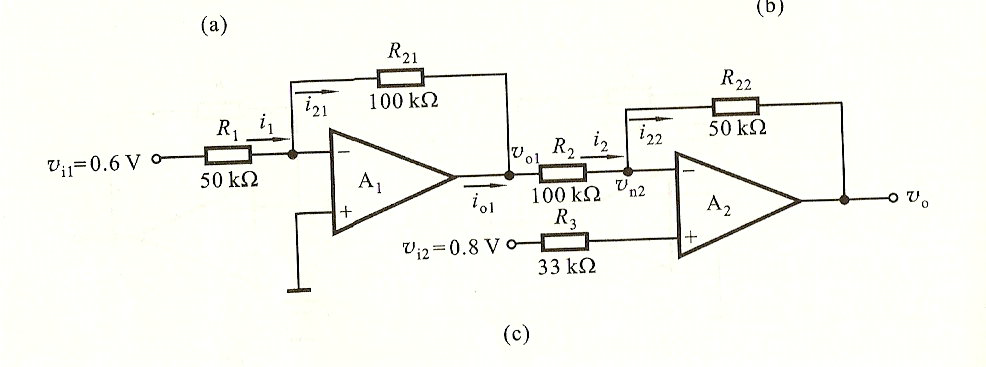 (a)
(b)
R21
100 kΩ
i21
R1
i1
vi1=0.6 V
50 kΩ
−
A1
+
vo1
io1
R2
i2
100 kΩ
vn2
R22
50 kΩ
i22
−
A2
+
vo
R3
vi2=0.8 V
33 kΩ
(c)